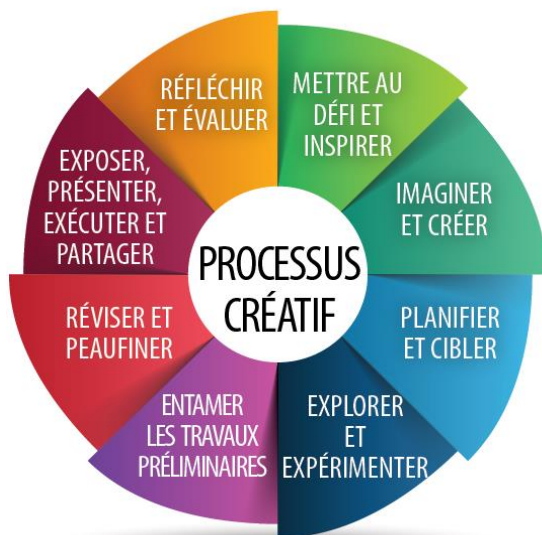 PROCESSUS
CRÉATIF
METTRE AU
DÉFI ET
INSPIRER
IMAGINER
ET CRÉER
PLANIFIER
ET CIBLER
EXPLORER
ET
EXPÉRIMENTER
ENTAMER
LES TRAVAUX
PRÉLIMINAIRES
RÉVISER ET
PEAUFINER
EXPOSER,
PRÉSENTER,
EXÉCUTER ET
PARTAGER
RÉFLÉCHIR
ET ÉVALUER